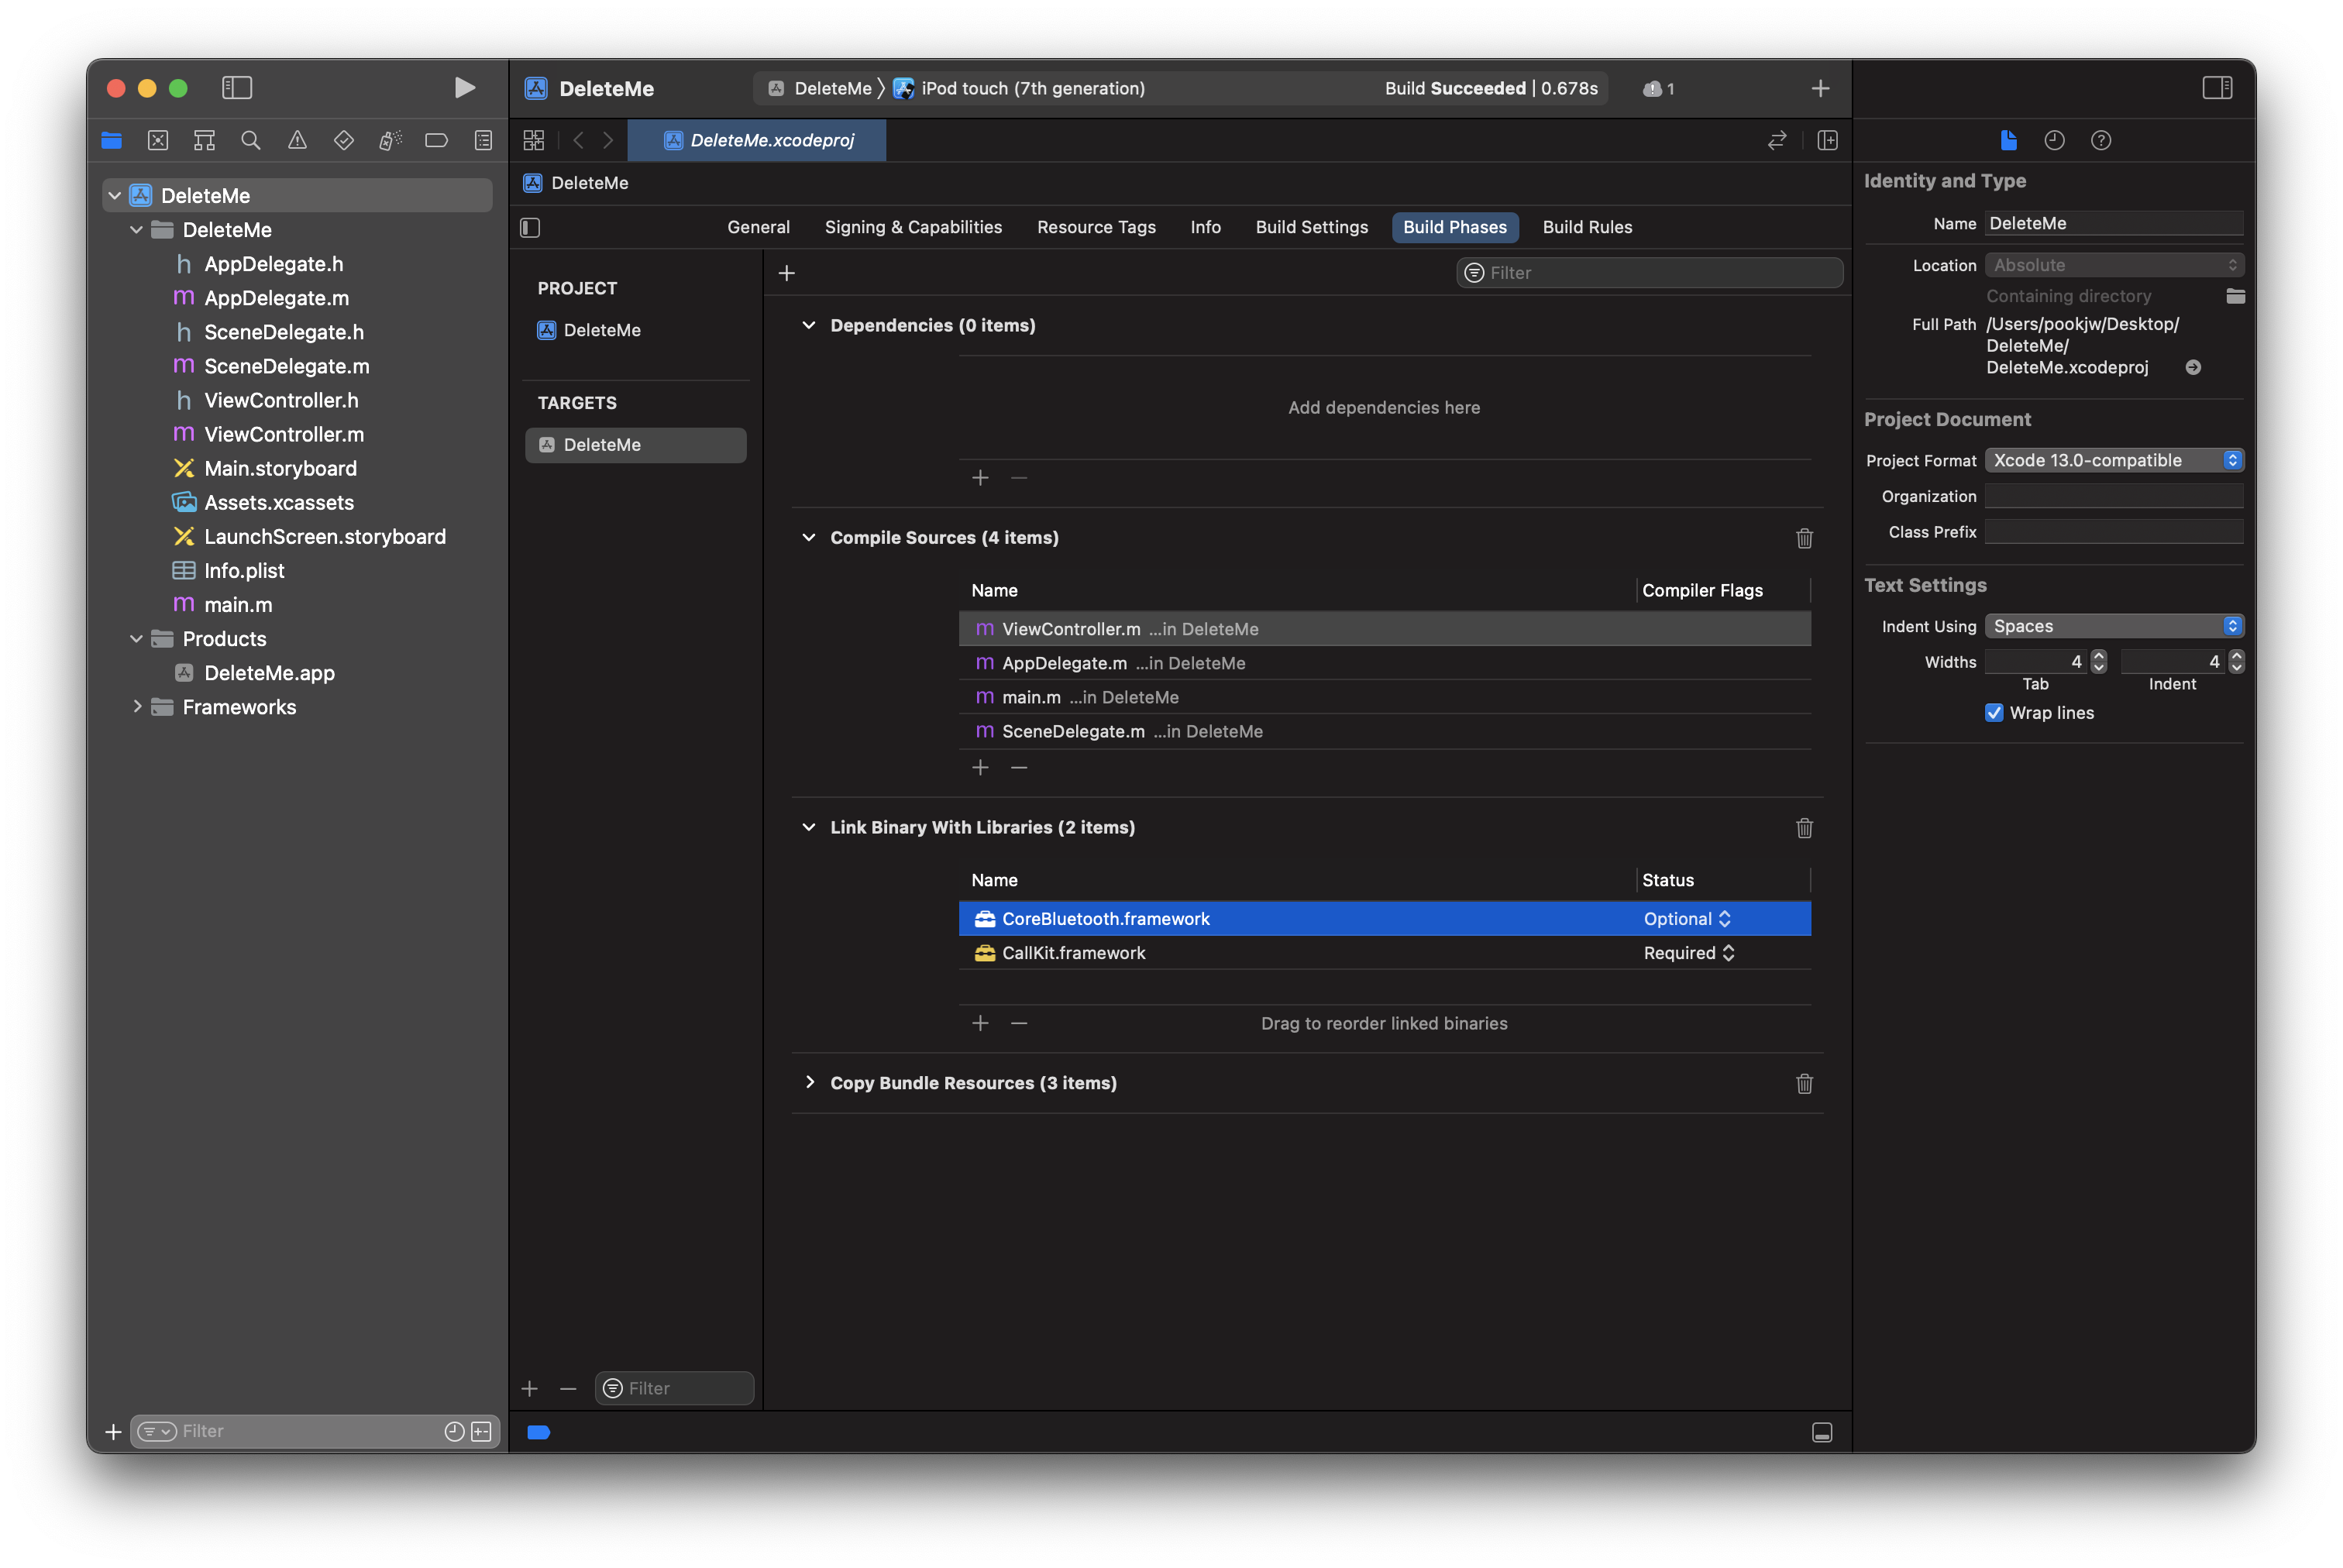 DeleteMe
DeleteMe
iPod touch (7th generation)
Build Succeeded | 0.678s
1
DeleteMe
DeleteMe
AppDelegate.h
AppDelegate.m
SceneDelegate.h
SceneDelegate.m
ViewController.h
ViewController.m
Main.storyboard
Assets.xcassets
LaunchScreen.storyboard
Info.plist
main.m
Products
DeleteMe.app
Frameworks
Filter
DeleteMe.xcodeproj
DeleteMe
General
Signing & Capabilities
Resource Tags
Info
Build Settings
Build Phases
Build Rules
PROJECT
DeleteMe
TARGETS
DeleteMe
Filter
Filter
Dependencies (0 items)
Add dependencies here
Compile Sources (4 items)
Name Compiler Flags
m ViewController.m ...in DeleteMe
m AppDelegate.m ...in DeleteMe
m main.m ...in DeleteMe
m SceneDelegate.m ...in DeleteMe
Link Binary With Libraries (2 items)
Name Status
CoreBluetooth.framework Optional
CallKit.framework Required
Drag to reorder linked binaries
Copy Bundle Resources (3 items)
Identity and Type
Name DeleteMe
Location Absolute
Containing directory
Full Path /Users/pookjw/Desktop/
DeleteMe/
DeleteMe.xcodeproj
Project Document
Project Format Xcode 13.0-compatible
Organization
Class Prefix
Text Settings
Indent Using Spaces
Widths 4 4
Tab Indent
Wrap lines